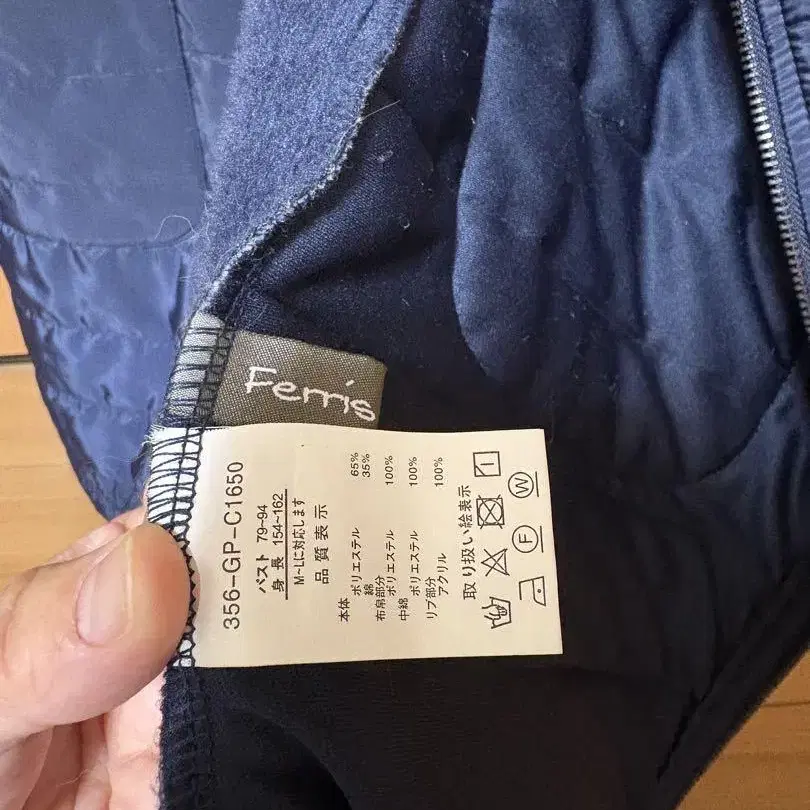 Ferris
356-GP-C1650
バスト 79~94
身長 154~162
M~Lに対応します
品質表示
本体 ポリエステル 65%
綿 35%
布帛部分
ポリエステル 100%
中綿 ポリエステル 100%
リブ部分
アクリル 100%
取り扱い絵表示
F
W